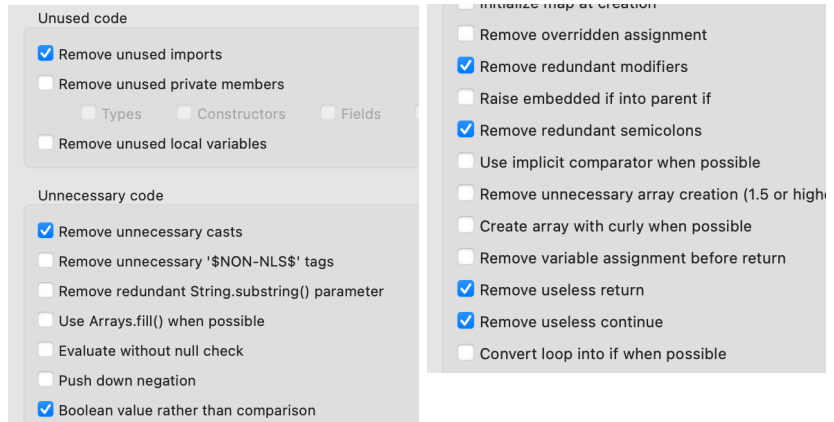 Unused code
Remove unused imports
Remove unused private members
Types Constructors Fields
Remove unused local variables
Unnecessary code
Remove unnecessary casts
Remove unnecessary '$NON-NLS$' tags
Remove redundant String.substring() parameter
Use Arrays.fill() when possible
Evaluate without null check
Push down negation
Boolean value rather than comparison
Initialize map at creation
Remove overridden assignment
Remove redundant modifiers
Raise embedded if into parent if
Remove redundant semicolons
Use implicit comparator when possible
Remove unnecessary array creation (1.5 or highe
Create array with curly when possible
Remove variable assignment before return
Remove useless return
Remove useless continue
Convert loop into if when possible